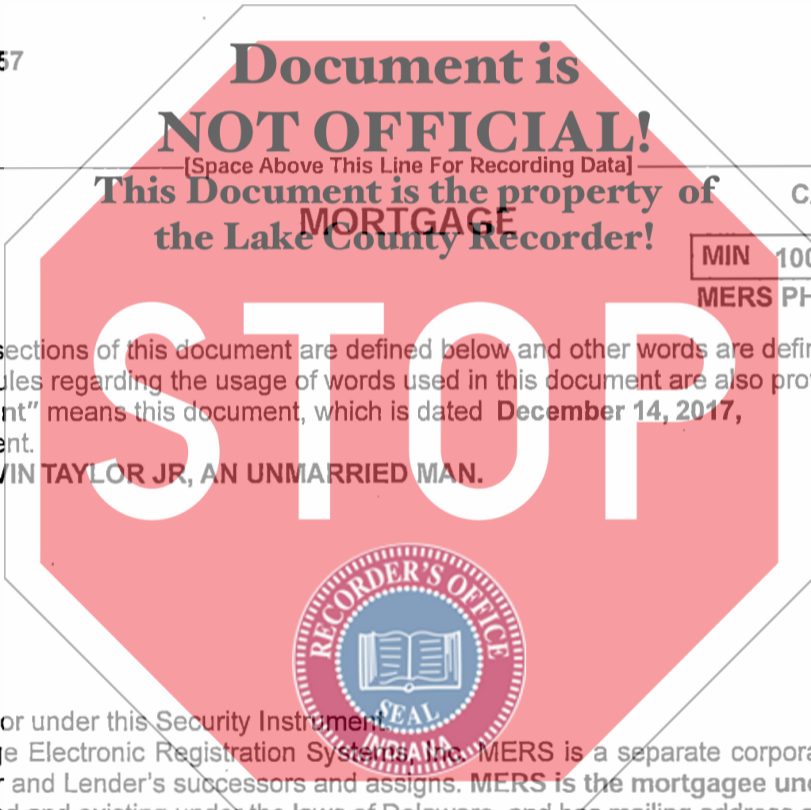 57
Document is
NOT OFFICIAL!
[Space Above This Line For Recording Data]
This Document is the property of
MORTGAGE
the Lake County Recorder!
MIN 100
MERS PH
STOP
sections of this document are defined below and other words are defin
ules regarding the usage of words used in this document are also pro
nt" means this document, which is dated December 14, 2017,
ent.
VIN TAYLOR JR, AN UNMARRIED MAN.
RECORDER'S OFFICE
SEAL
INDIANA
or under this Security Instrument.
e Electronic Registration Systems, Inc. MERS is a separate corpora
and Lender's successors and assigns. MERS is the mortgagee un